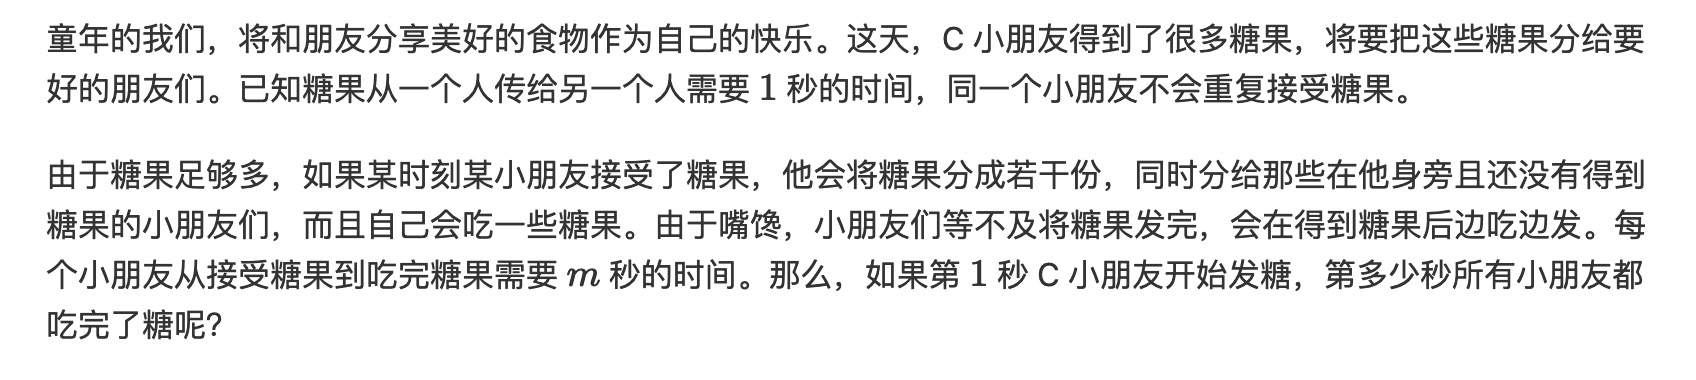 童年的我们，将和朋友分享美好的食物作为自己的快乐。这天，C 小朋友得到了很多糖果，将要把这些糖果分给要
好的朋友们。已知糖果从一个人传给另一个人需要 1 秒的时间，同一个小朋友不会重复接受糖果。
由于糖果足够多，如果某时刻某小朋友接受了糖果，他会将糖果分成若干份，同时分给那些在他身旁且还没有得到
糖果的小朋友们，而且自己会吃一些糖果。由于嘴馋，小朋友们等不及将糖果发完，会在得到糖果后边吃边发。每
个小朋友从接受糖果到吃完糖果需要 m 秒的时间。那么，如果第 1 秒 C 小朋友开始发糖，第多少秒所有小朋友都
吃完了糖呢？